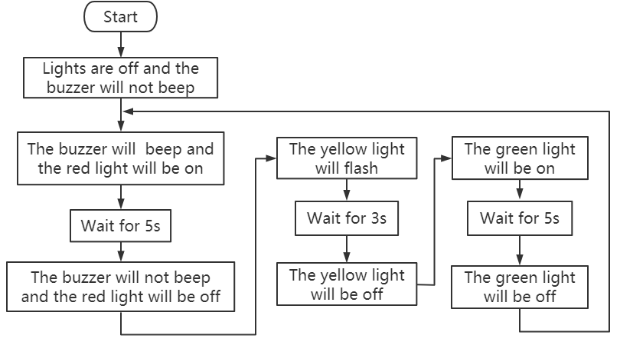 Start
Lights are off and the
buzzer will not beep
The buzzer will beep and
the red light will be on
Wait for 5s
The buzzer will not beep
and the red light will be off
The yellow light
will flash
Wait for 3s
The yellow light
will be off
The green light
will be on
Wait for 5s
The green light
will be off